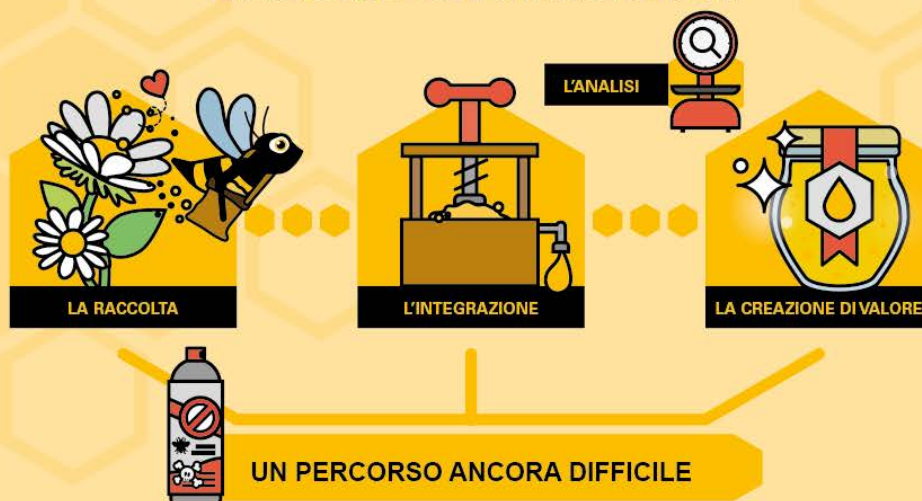 L'ANALISI
LA RACCOLTA
L'INTEGRAZIONE
LA CREAZIONE DI VALORE
UN PERCORSO ANCORA DIFFICILE